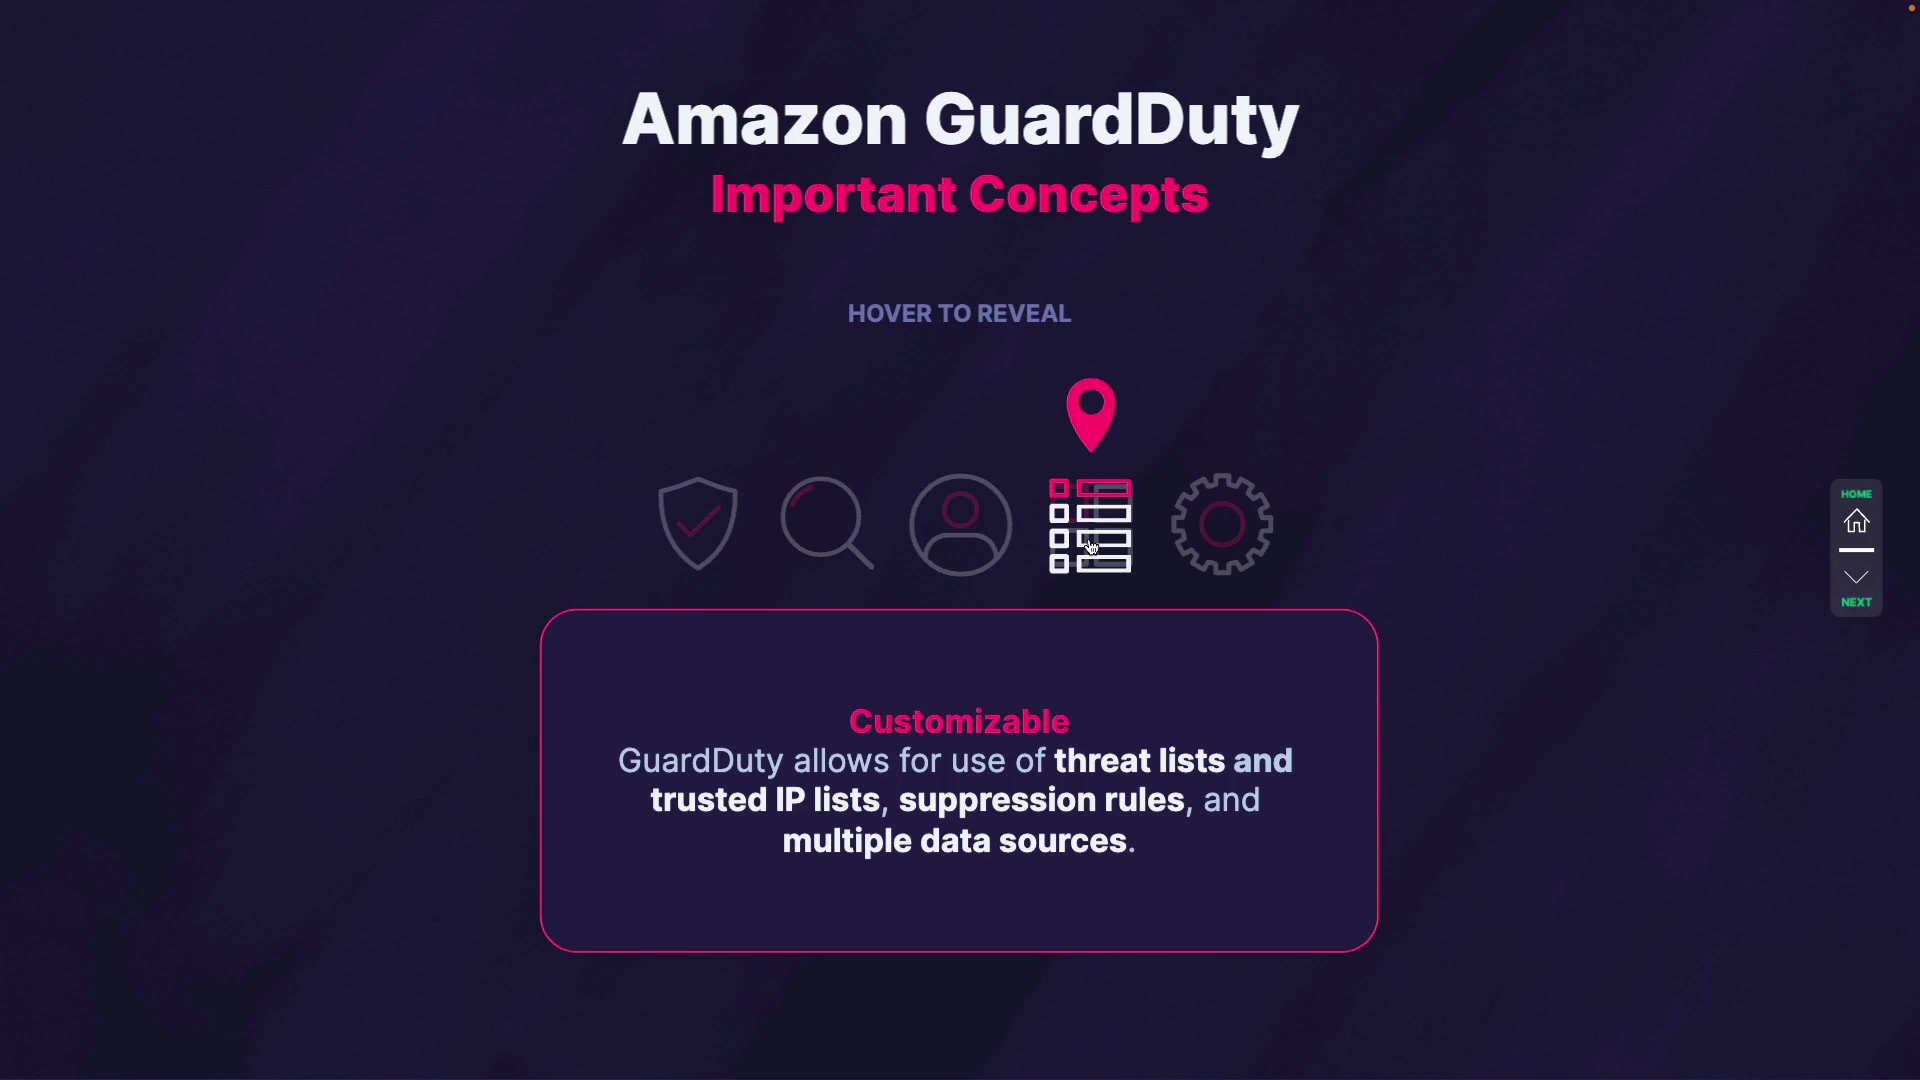 Amazon GuardDuty
Important Concepts
HOVER TO REVEAL
HOME
NEXT
Customizable
GuardDuty allows for use of threat lists and
trusted IP lists, suppression rules, and
multiple data sources.